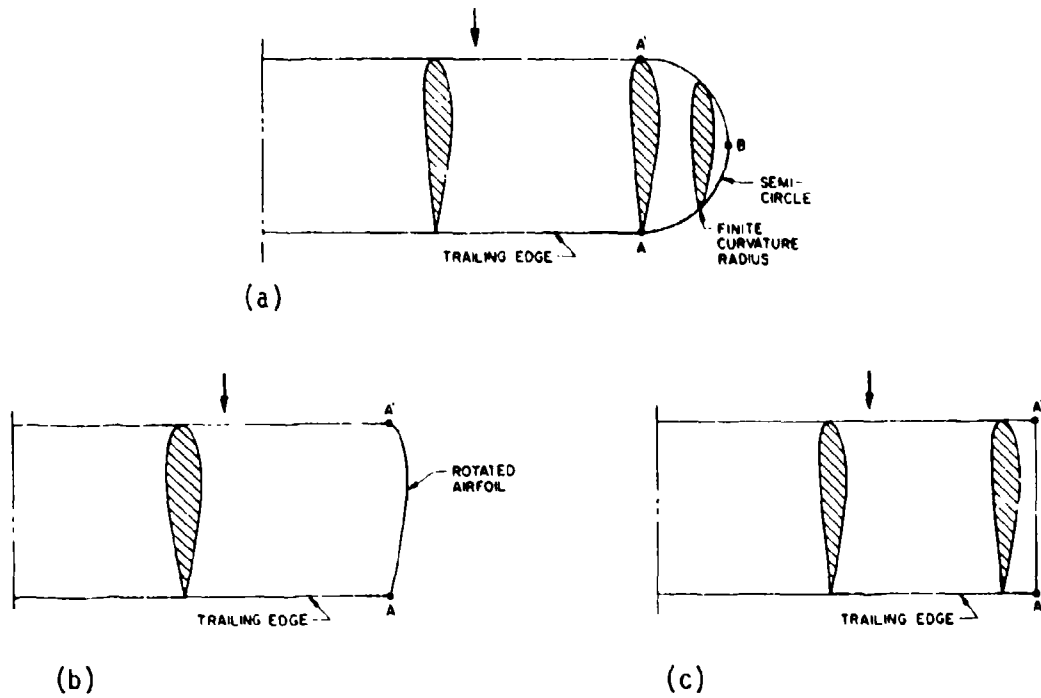 A'
B
SEMI-
CIRCLE
FINITE
CURVATURE
RADIUS
A
TRAILING EDGE
(a)
A'
ROTATED
AIRFOIL
A
TRAILING EDGE
(b)
A'
A
TRAILING EDGE
(c)